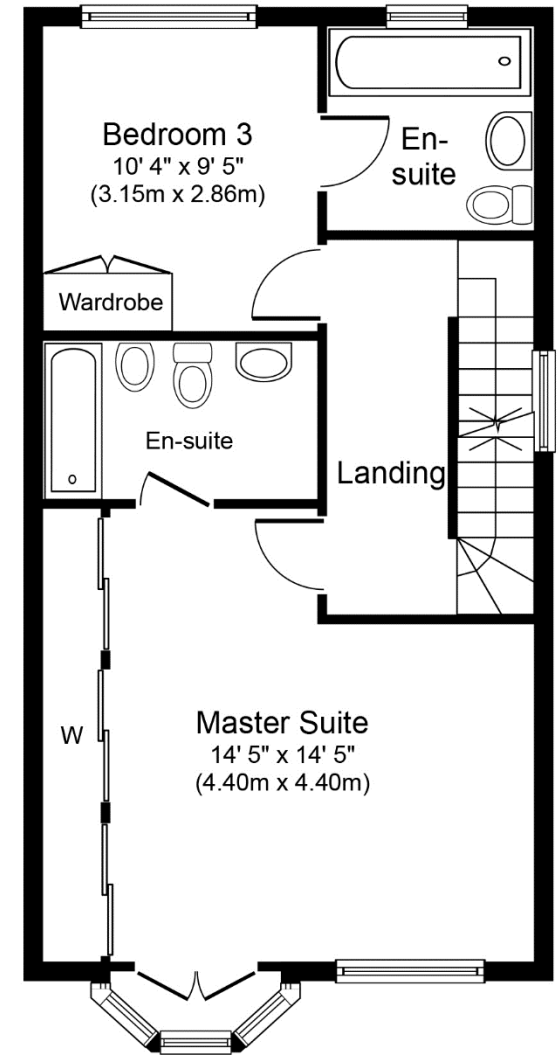 Bedroom 3
10' 4" x 9' 5"
(3.15m x 2.86m)
En-
suite
Wardrobe
En-suite
Landing
Master Suite
14' 5" x 14' 5"
(4.40m x 4.40m)
W